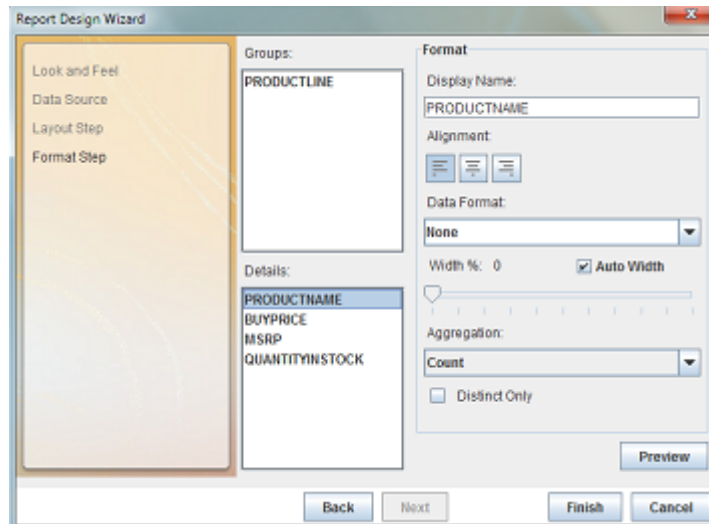 Report Design Wizard
Look and Feel
Data Source
Layout Step
Format Step
Groups:
PRODUCTLINE
Details:
PRODUCTNAME
BUYPRICE
MSRP
QUANTITYINSTOCK
Format
Display Name:
PRODUCTNAME
Alignment:
Data Format:
None
Width %: 0 Auto Width
Aggregation:
Count
Distinct Only
Preview
Back Next Finish Cancel